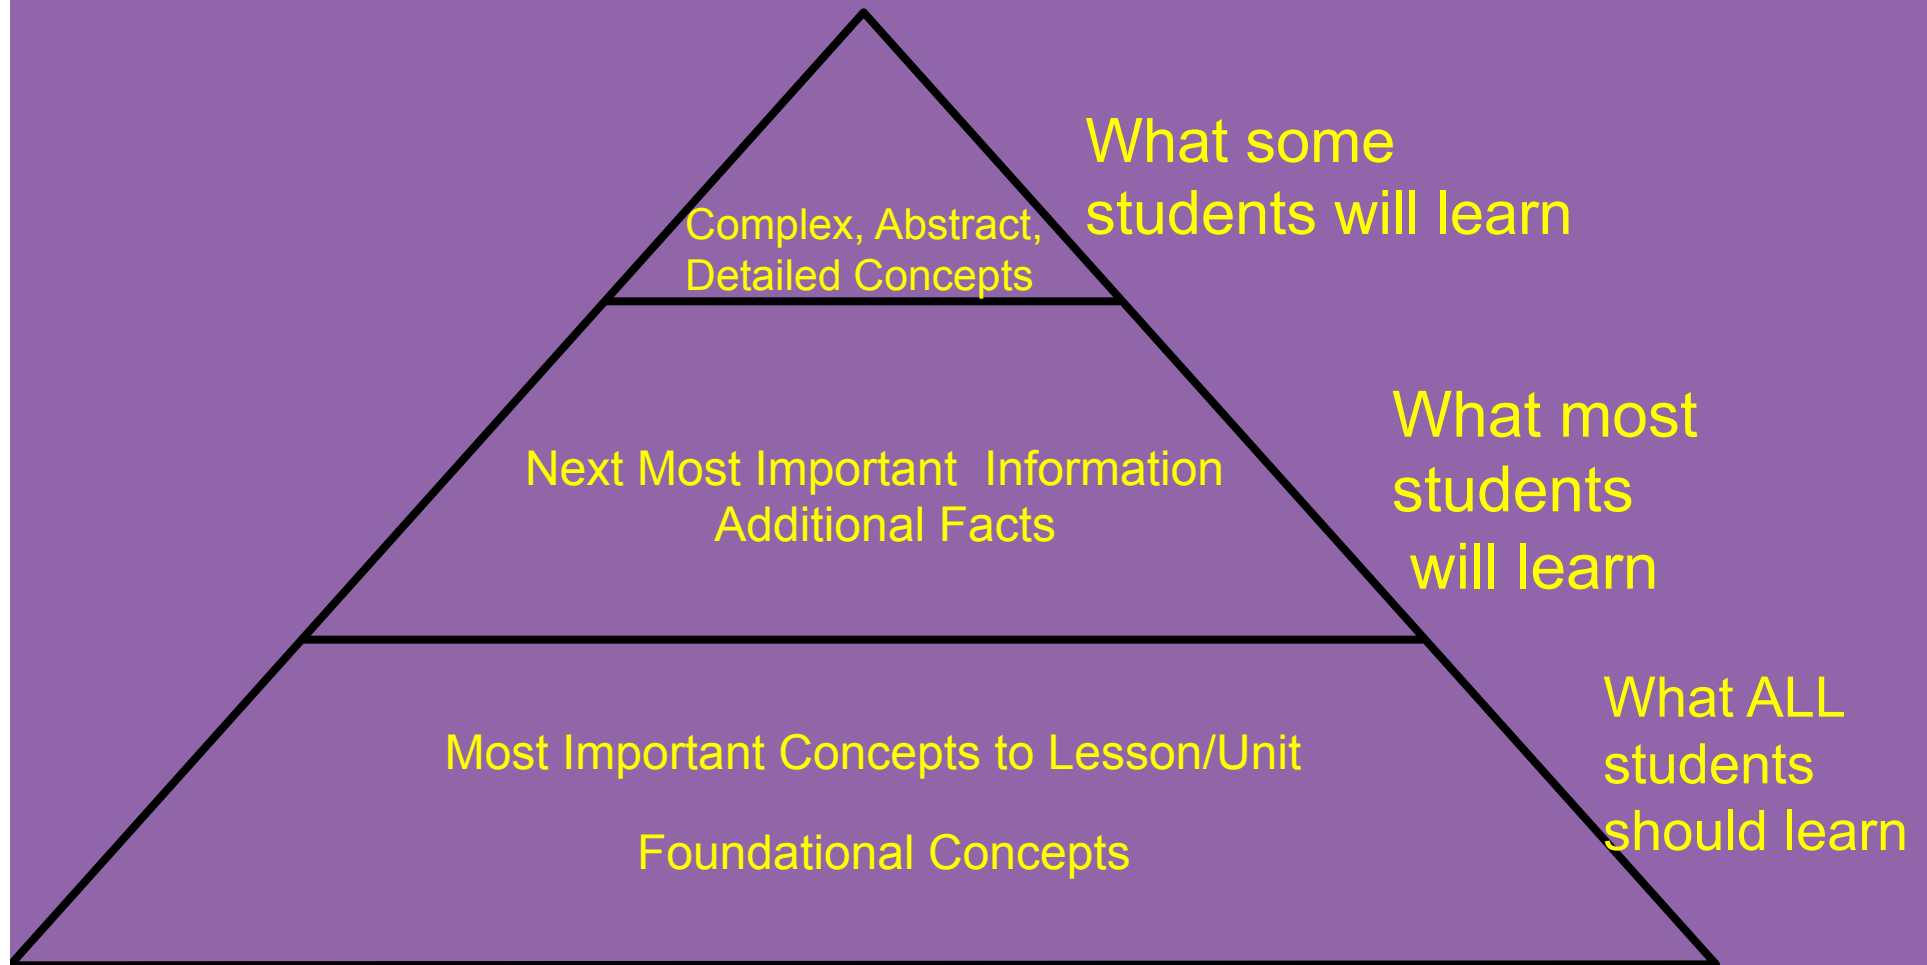 What some
students will learn
Complex, Abstract,
Detailed Concepts
What most
students
will learn
Next Most Important  Information
Additional Facts
What ALL
students
should learn
Most Important Concepts to Lesson/Unit
Foundational Concepts